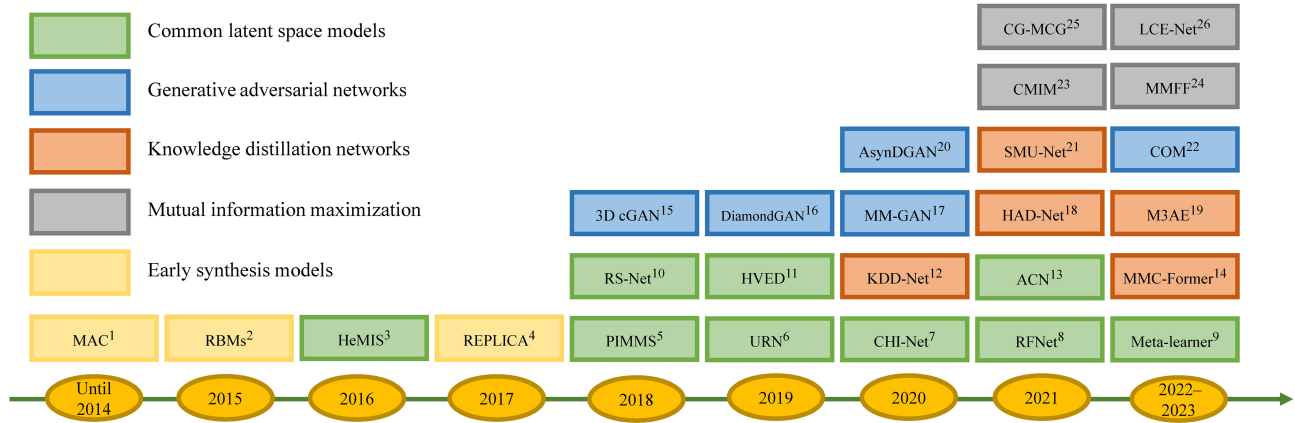 CG-MCG25 LCE-Net26
Common latent space models
CMIM23 MMFF24
Generative adversarial networks
AsynDGAN20 SMU-Net21 COM22
Knowledge distillation networks
3D cGAN15 DiamondGAN16 MM-GAN17 HAD-Net18 M3AE19
Mutual information maximization
RS-Net10 HVED11 KDD-Net12 ACN13 MMC-Former14
Early synthesis models
MAC1 RBMs2 HeMIS3 REPLICA4 PIMMS5 URN6 CHI-Net7 RFNet8 Meta-learner9
Until
2014
2015 2016 2017 2018 2019 2020 2021
2022–
2023